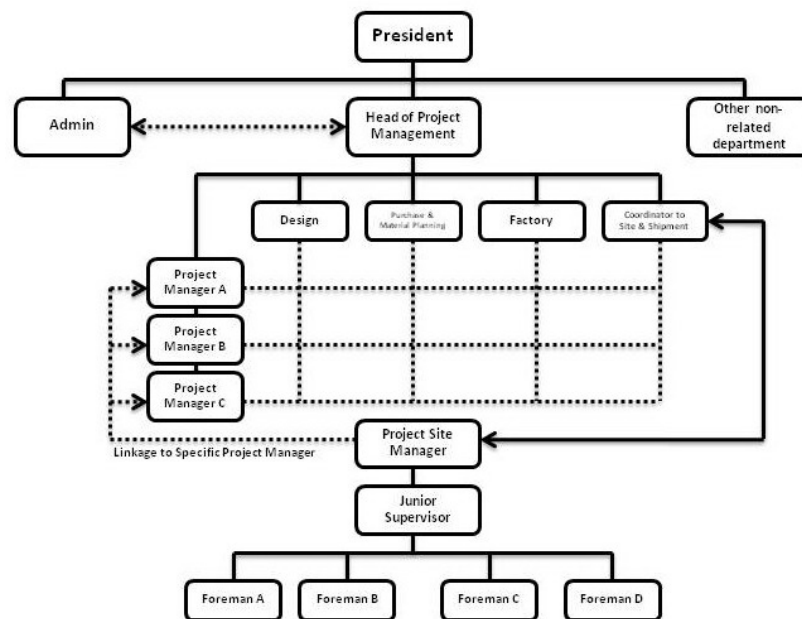 President
Admin
Head of Project
Management
Other non-
related
department
Design
Purchase &
Material Planning
Factory
Coordinator to
Site & Shipment
Project
Manager A
Project
Manager B
Project
Manager C
Project Site
Manager
Linkage to Specific Project Manager
Junior
Supervisor
Foreman A
Foreman B
Foreman C
Foreman D